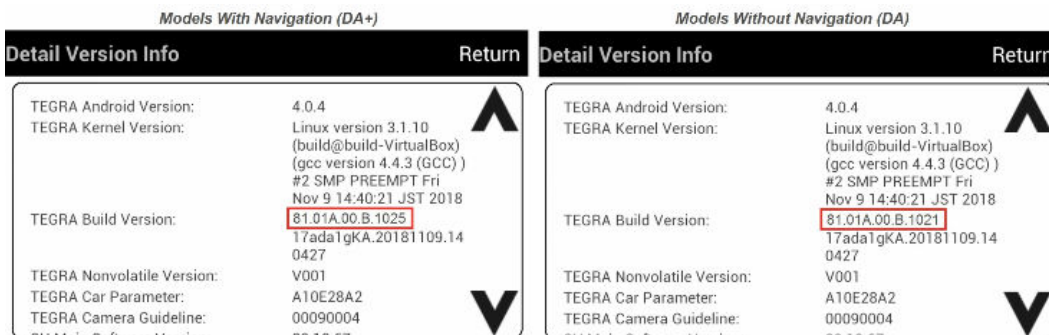 Models With Navigation (DA+)
Detail Version Info Return
TEGRA Android Version: 4.0.4
TEGRA Kernel Version: Linux version 3.1.10
(build@build-VirtualBox)
(gcc version 4.4.3 (GCC) )
#2 SMP PREEMPT Fri
Nov 9 14:40:21 JST 2018
TEGRA Build Version: 81.01A.00.B.1025
17ada1gKA.20181109.14
0427
TEGRA Nonvolatile Version: V001
TEGRA Car Parameter: A10E28A2
TEGRA Camera Guideline: 00090004
Models Without Navigation (DA)
Detail Version Info Return
TEGRA Android Version: 4.0.4
TEGRA Kernel Version: Linux version 3.1.10
(build@build-VirtualBox)
(gcc version 4.4.3 (GCC) )
#2 SMP PREEMPT Fri
Nov 9 14:40:21 JST 2018
TEGRA Build Version: 81.01A.00.B.1021
17ada1gKA.20181109.14
0427
TEGRA Nonvolatile Version: V001
TEGRA Car Parameter: A10E28A2
TEGRA Camera Guideline: 00090004